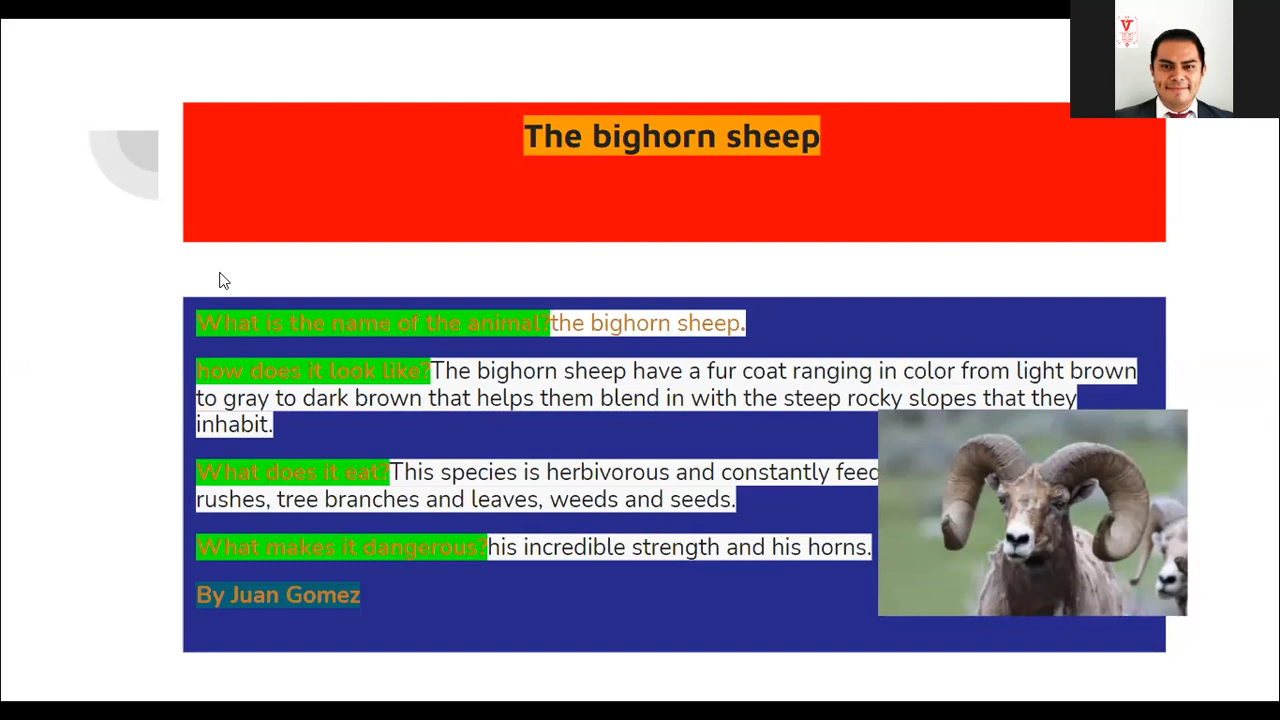 The bighorn sheep
What is the name of the animal?the bighorn sheep.
how does it look like?The bighorn sheep have a fur coat ranging in color from light brown
to gray to dark brown that helps them blend in with the steep rocky slopes that they
inhabit.
What does it eat?This species is herbivorous and constantly feed
rushes, tree branches and leaves, weeds and seeds.
What makes it dangerous?his incredible strength and his horns.
By Juan Gomez